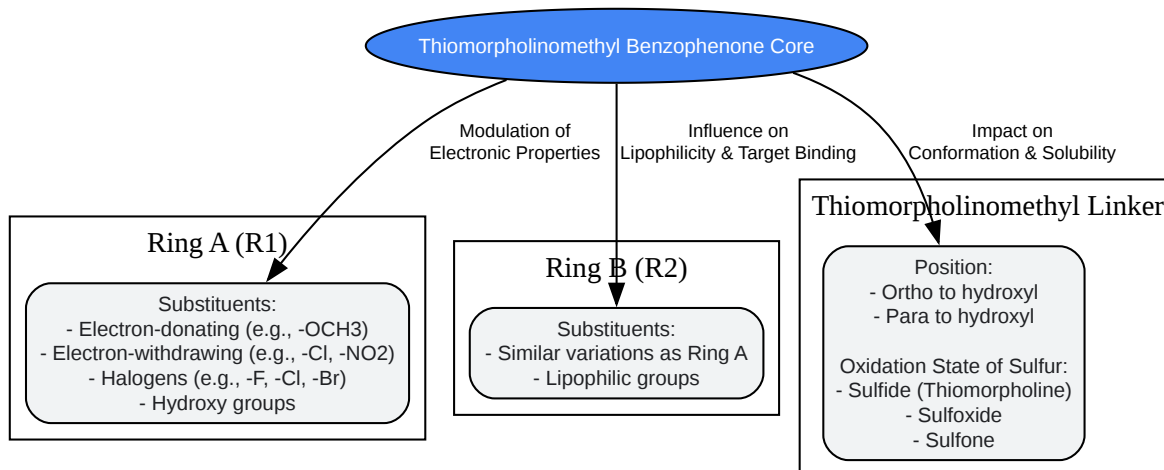 Thiomorpholinomethyl Benzophenone Core
Modulation of
Electronic Properties
Influence on
Lipophilicity & Target Binding
Impact on
Conformation & Solubility
Ring A (R1)
Substituents:
- Electron-donating (e.g., -OCH3)
- Electron-withdrawing (e.g., -Cl, -NO2)
- Halogens (e.g., -F, -Cl, -Br)
- Hydroxy groups
Ring B (R2)
Substituents:
- Similar variations as Ring A
- Lipophilic groups
Thiomorpholinomethyl Linker
Position:
- Ortho to hydroxyl
- Para to hydroxyl
Oxidation State of Sulfur:
- Sulfide (Thiomorpholine)
- Sulfoxide
- Sulfone